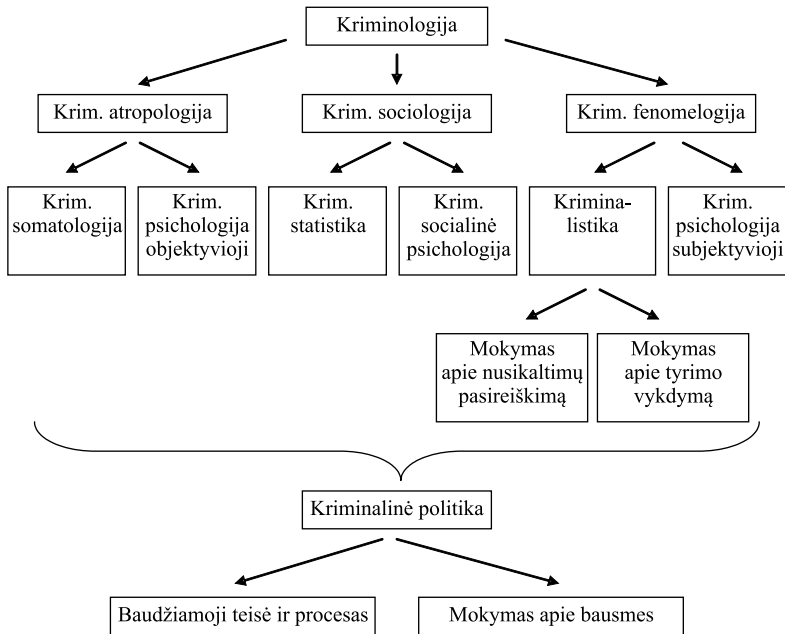 Kriminologija
Krim. atropologija
Krim. sociologija
Krim. fenomelogija
Krim.
somatologija
Krim.
psichologija
objektyvioji
Krim.
statistika
Krim.
socialinė
psichologija
Krimina-
listika
Krim.
psichologija
subjektyvioji
Mokymas
apie nusikaltimų
pasireiškimą
Mokymas
apie tyrimo
vykdymą
Kriminalinė politika
Baudžiamoji teisė ir procesas
Mokymas apie bausmes